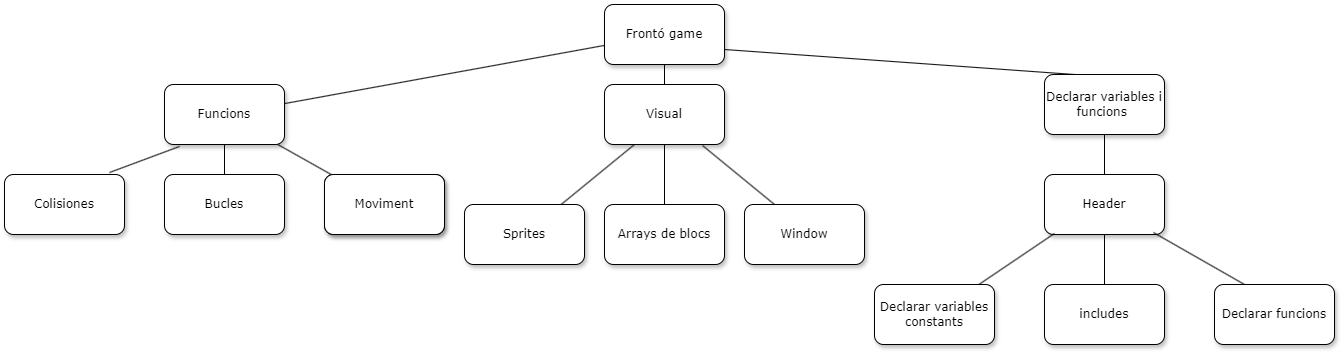 Frontó game
Funcions
Visual
Declarar variables i
funcions
Colisiones
Bucles
Moviment
Sprites
Arrays de blocs
Window
Header
Declarar variables
constants
includes
Declarar funcions